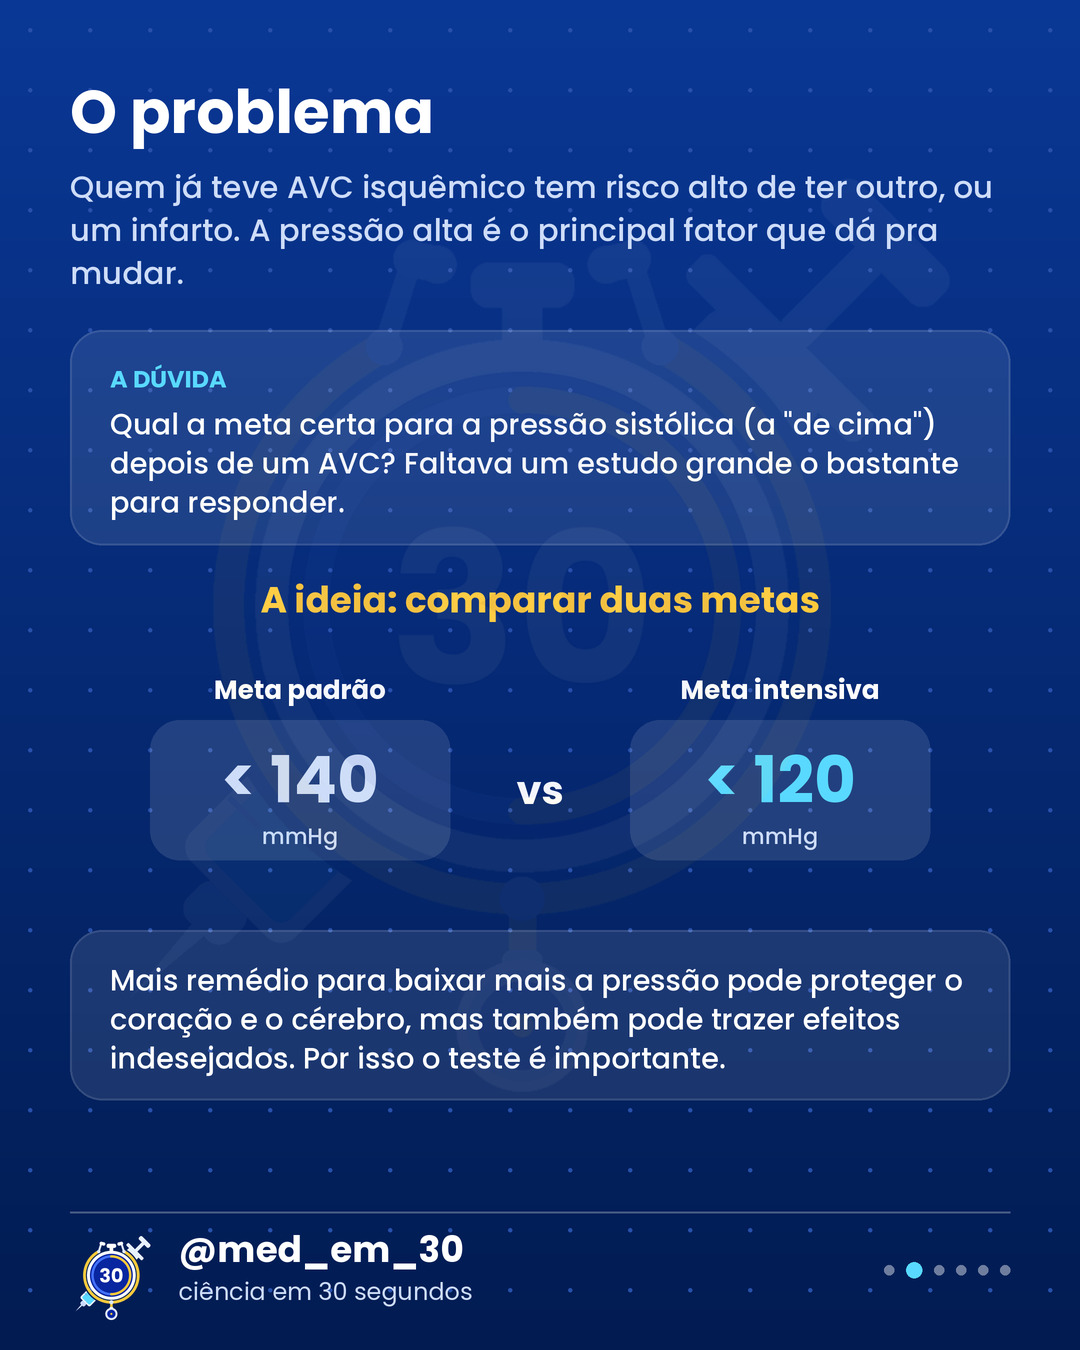 O problema
Quem já teve AVC isquêmico tem risco alto de ter outro, ou
um infarto. A pressão alta é o principal fator que dá pra
mudar.
A DÚVIDA
Qual a meta certa para a pressão sistólica (a "de cima")
depois de um AVC? Faltava um estudo grande o bastante
para responder.
30
A ideia: comparar duas metas
Meta padrão
< 140
mmHg
vs
Meta intensiva
< 120
mmHg
Mais remédio para baixar mais a pressão pode proteger o
coração e o cérebro, mas também pode trazer efeitos
indesejados. Por isso o teste é importante.
30
@med_em_30
ciência em 30 segundos